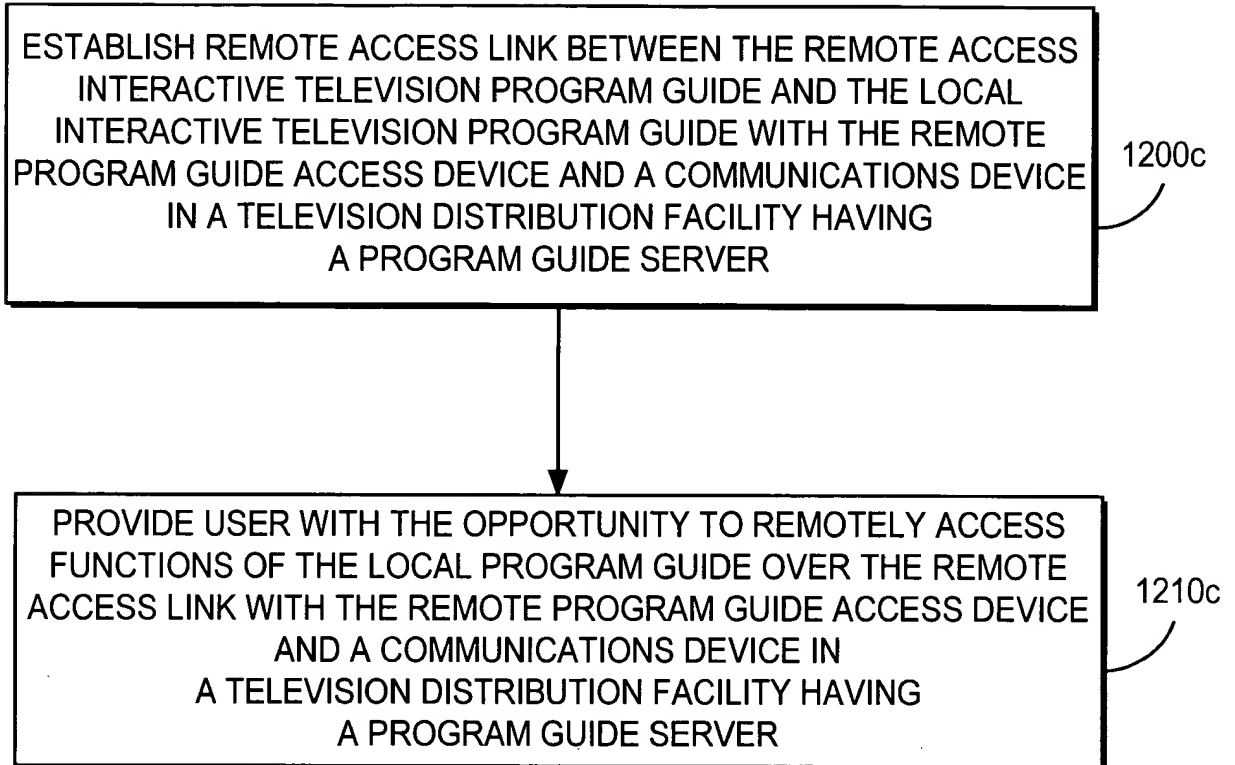 ESTABLISH REMOTE ACCESS LINK BETWEEN THE REMOTE ACCESS
INTERACTIVE TELEVISION PROGRAM GUIDE AND THE LOCAL
INTERACTIVE TELEVISION PROGRAM GUIDE WITH THE REMOTE
PROGRAM GUIDE ACCESS DEVICE AND A COMMUNICATIONS DEVICE
IN A TELEVISION DISTRIBUTION FACILITY HAVING
A PROGRAM GUIDE SERVER
1200c
PROVIDE USER WITH THE OPPORTUNITY TO REMOTELY ACCESS
FUNCTIONS OF THE LOCAL PROGRAM GUIDE OVER THE REMOTE
ACCESS LINK WITH THE REMOTE PROGRAM GUIDE ACCESS DEVICE
AND A COMMUNICATIONS DEVICE IN
A TELEVISION DISTRIBUTION FACILITY HAVING
A PROGRAM GUIDE SERVER
1210c